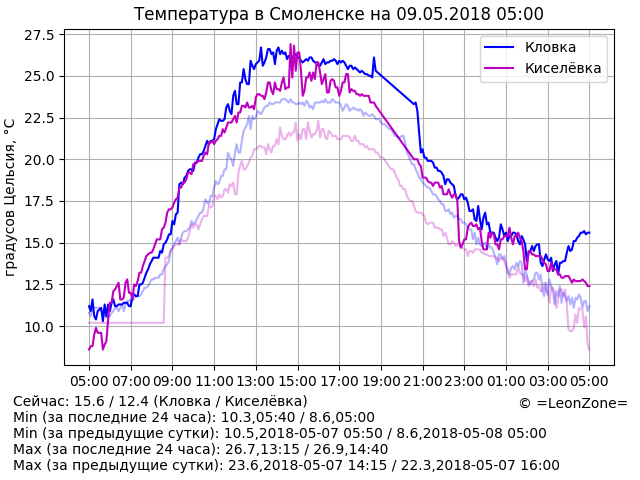 Температура в Смоленске на 09.05.2018 05:00
градусов Цельсия, °C
27.5
25.0
22.5
20.0
17.5
15.0
12.5
10.0
Кловка
Киселёвка
05:00 07:00 09:00 11:00 13:00 15:00 17:00 19:00 21:00 23:00 01:00 03:00 05:00
Сейчас: 15.6 / 12.4 (Кловка / Киселёвка)
© =LeonZone=
Min (за последние 24 часа): 10.3,05:40 / 8.6,05:00
Min (за предыдущие сутки): 10.5,2018-05-07 05:50 / 8.6,2018-05-08 05:00
Max (за последние 24 часа): 26.7,13:15 / 26.9,14:40
Max (за предыдущие сутки): 23.6,2018-05-07 14:15 / 22.3,2018-05-07 16:00